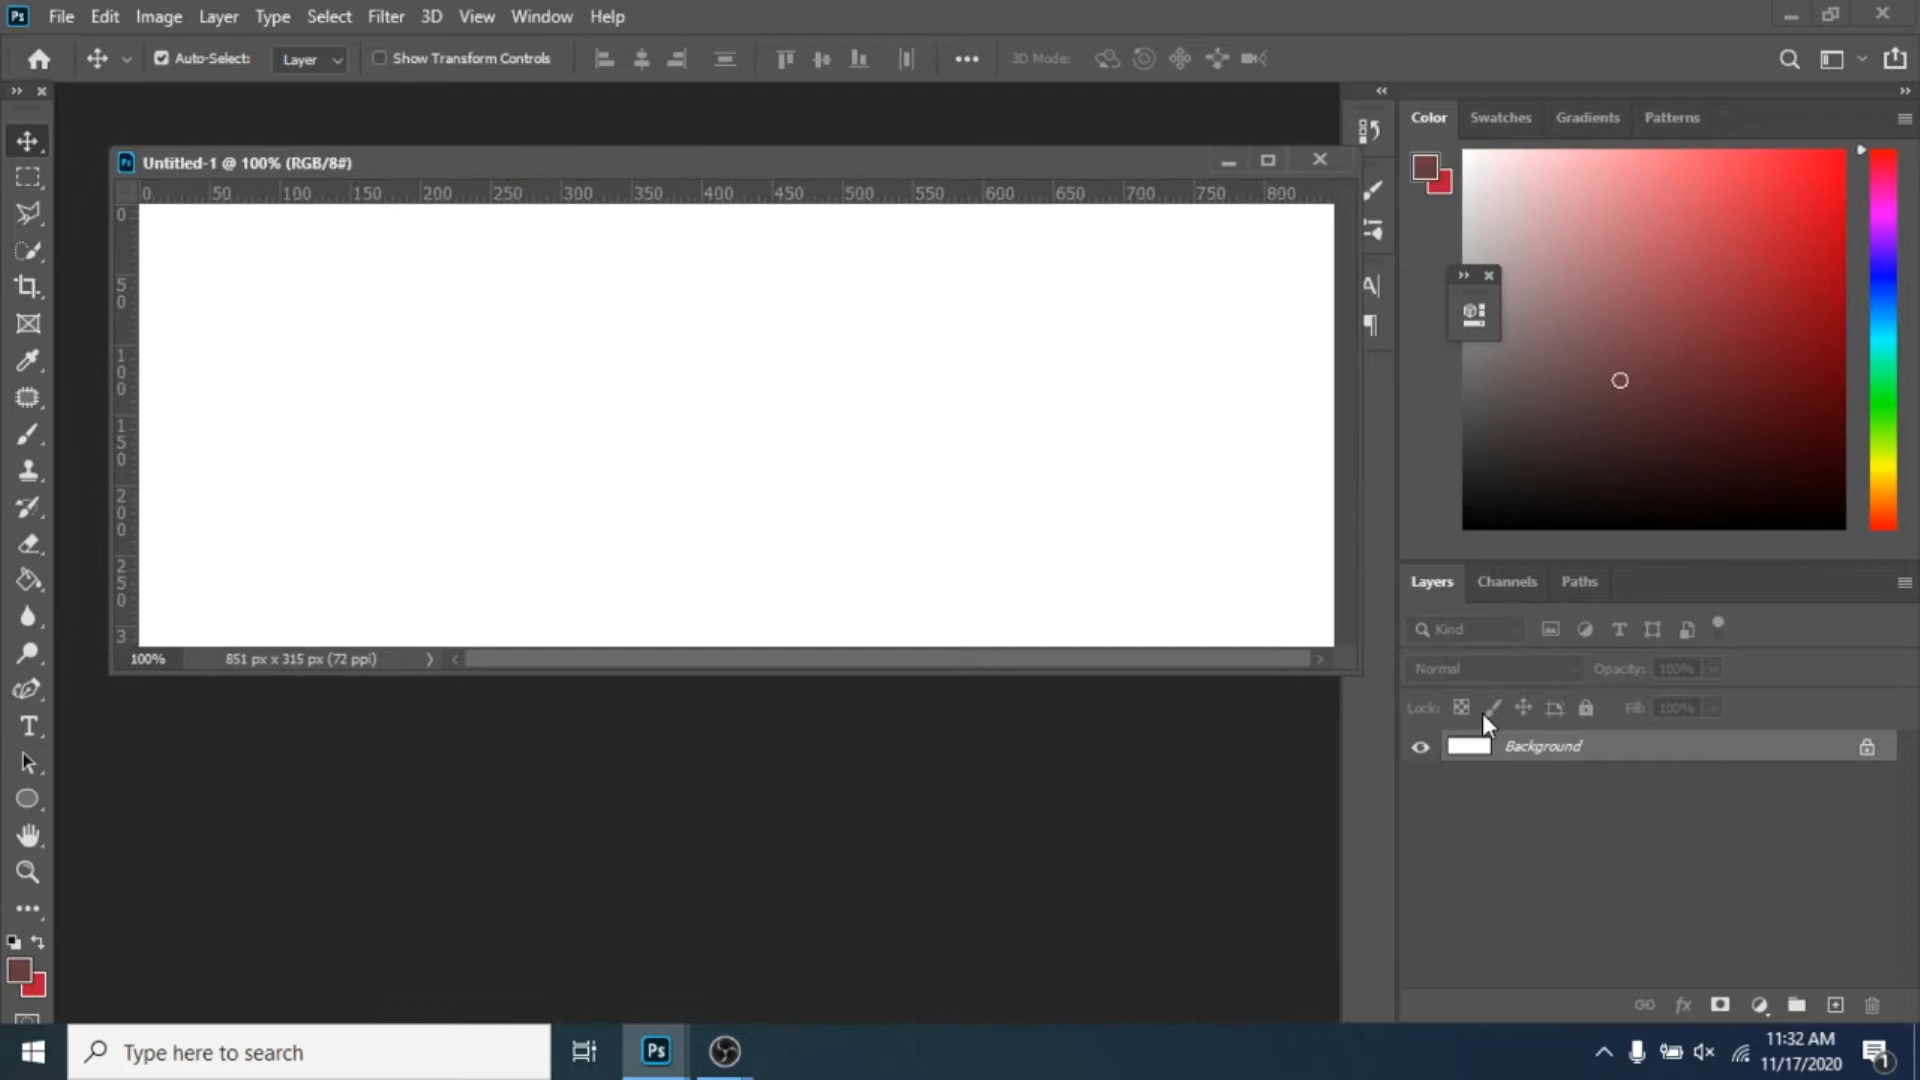 Ps File Edit Image Layer Type Select Filter 3D View Window Help
Auto-Select: Layer Show Transform Controls 3D Mode:
Color Swatches Gradients Patterns
Ps Untitled-1 @ 100% (RGB/8#)
0 50 100 150 200 250 300 350 400 450 500 550 600 650 700 750 800
0
50
100
150
200
250
3
100% 851 px x 315 px (72 ppi)
Layers Channels Paths
Kind
Normal Opacity: 100%
Lock: Fill: 100%
Background
Type here to search
Ps
11:32 AM
11/17/2020
1